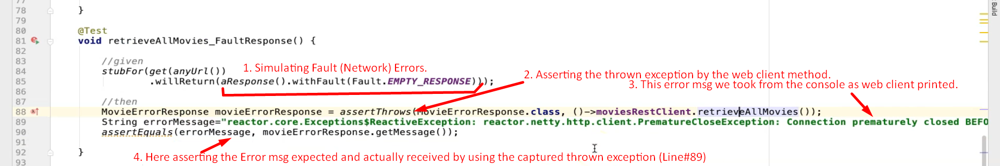 77
78 }
79
80 @Test
81 void retrieveAllMovies_FaultResponse() {
82
83 //given
84 stubFor(get(anyUrl())
1. Simulating Fault (Network) Errors.
2. Asserting the thrown exception by the web client method.
85 .willReturn(aResponse().withFault(Fault.EMPTY_RESPONSE)));
3. This error msg we took from the console as web client printed.
86
87 //then
88 MovieErrorResponse movieErrorResponse = assertThrows(MovieErrorResponse.class, ()->moviesRestClient.retrieveAllMovies());
89 String errorMessage="reactor.core.Exceptions$ReactiveException: reactor.netty.http.client.PrematureCloseException: Connection prematurely closed BEFO
90 assertEquals(errorMessage, movieErrorResponse.getMessage());
91
92 }
4. Here asserting the Error msg expected and actually received by using the captured thrown exception (Line#89)
93
Build